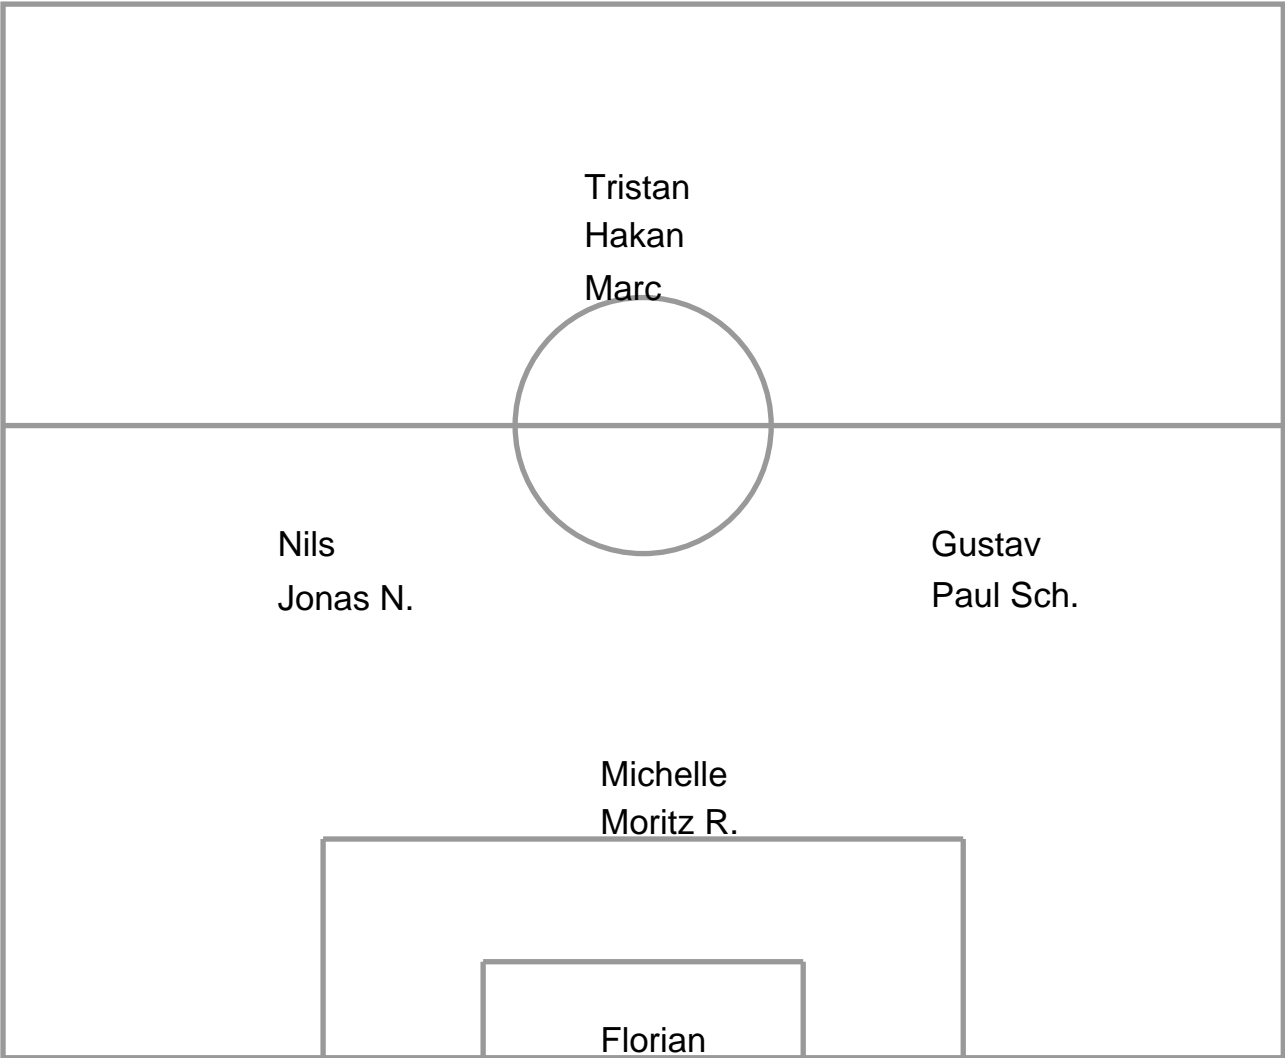 Tristan
Hakan
Marc
Nils
Jonas N.
Gustav
Paul Sch.
Michelle
Moritz R.
Florian